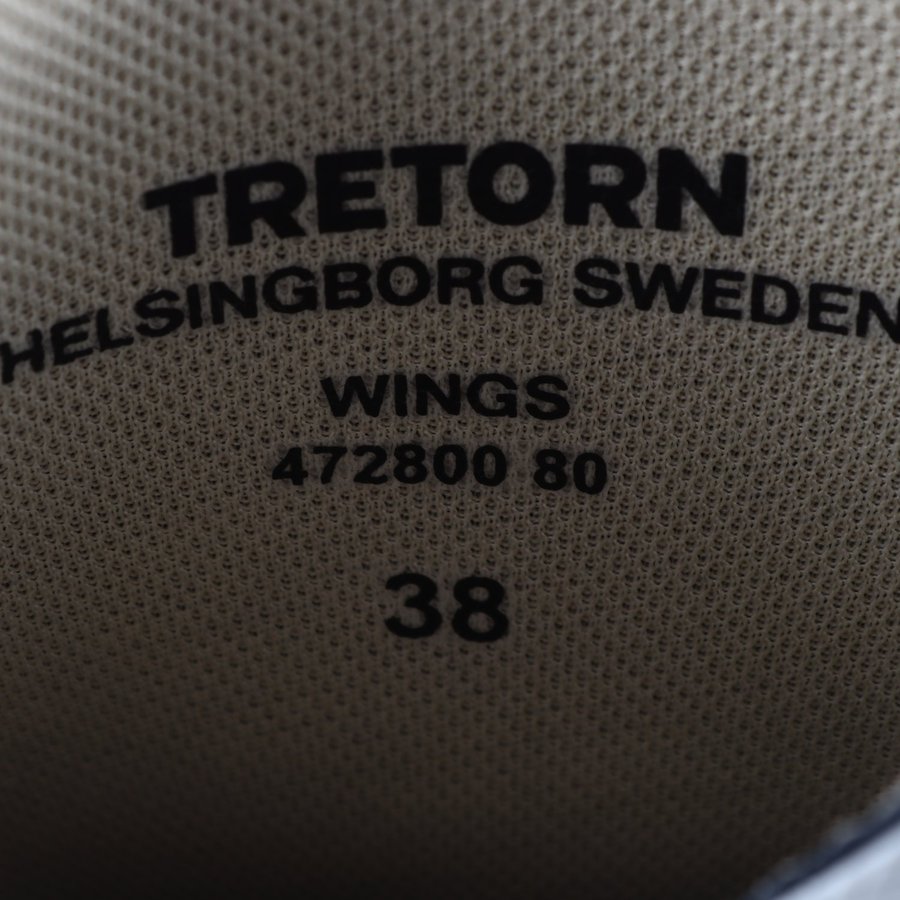 TRETORN
HELSINGBORG SWEDEN
WINGS
472800 80
38